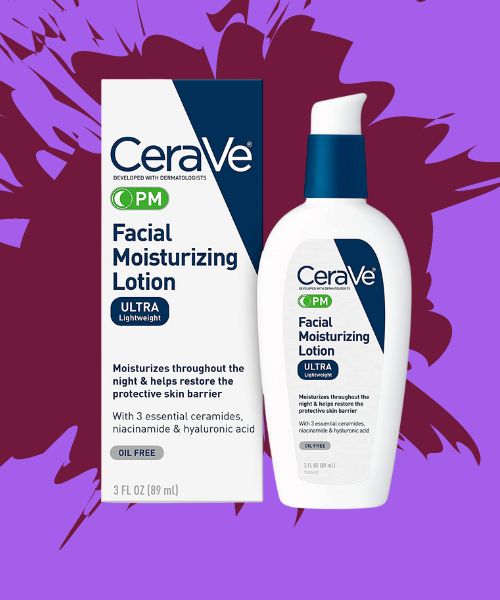 CeraVe®
DEVELOPED WITH DERMATOLOGISTS
PM
Facial
Moisturizing
Lotion
ULTRA
Lightweight
Moisturizes throughout the
night & helps restore the
protective skin barrier
With 3 essential ceramides,
niacinamide & hyaluronic acid
OIL FREE
3 FL OZ (89 ml)
CeraVe®
DEVELOPED WITH DERMATOLOGISTS
PM
Facial
Moisturizing
Lotion
ULTRA
Lightweight
Moisturizes throughout the
night & helps restore the
protective skin barrier
With 3 essential ceramides,
niacinamide & hyaluronic acid
OIL FREE
3 FL OZ (89 ml)